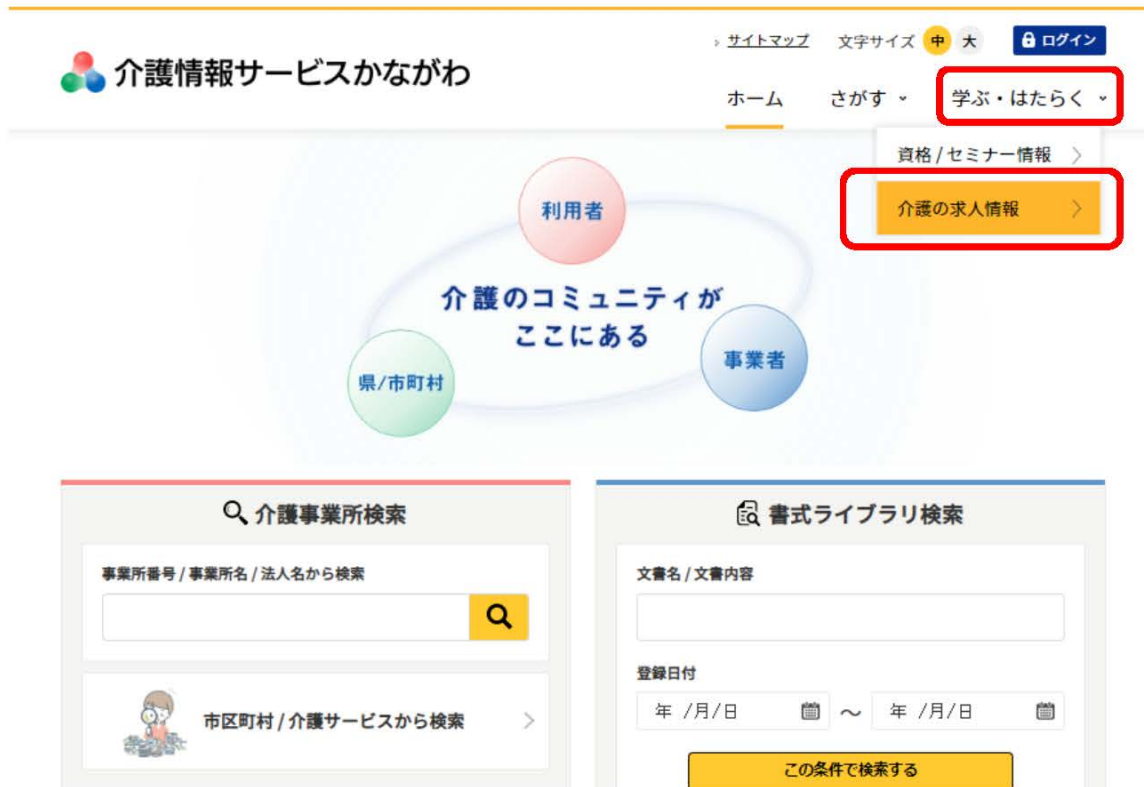 サイトマップ 文字サイズ 中 大 ログイン
介護情報サービスかながわ
ホーム さがす 学ぶ・はたらく
資格 / セミナー情報
介護の求人情報
利用者
介護のコミュニティが
ここにある
事業者
県/市町村
介護事業所検索
事業所番号 / 事業所名 / 法人名から検索
市区町村 / 介護サービスから検索
書式ライブラリ検索
文書名 / 文書内容
登録日付
年 /月/日 ～ 年 /月/日
この条件で検索する